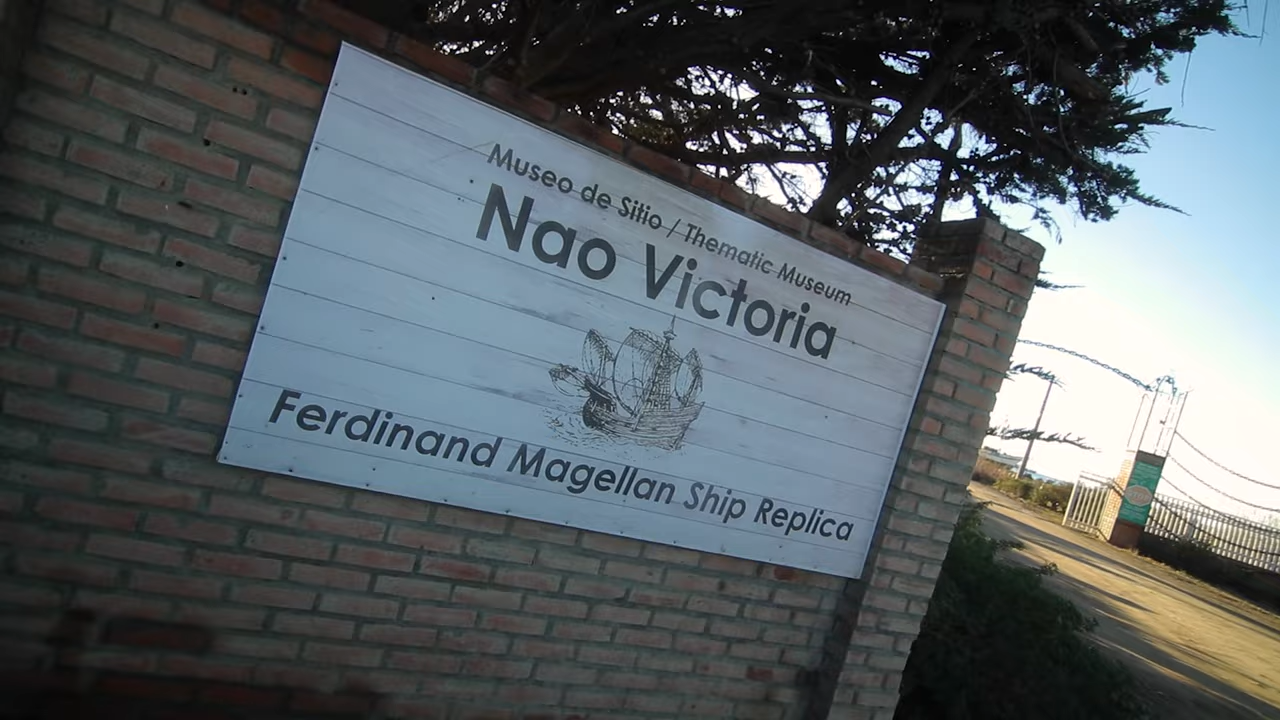 Museo de Sitio / Thematic Museum
Nao Victoria
Ferdinand Magellan Ship Replica